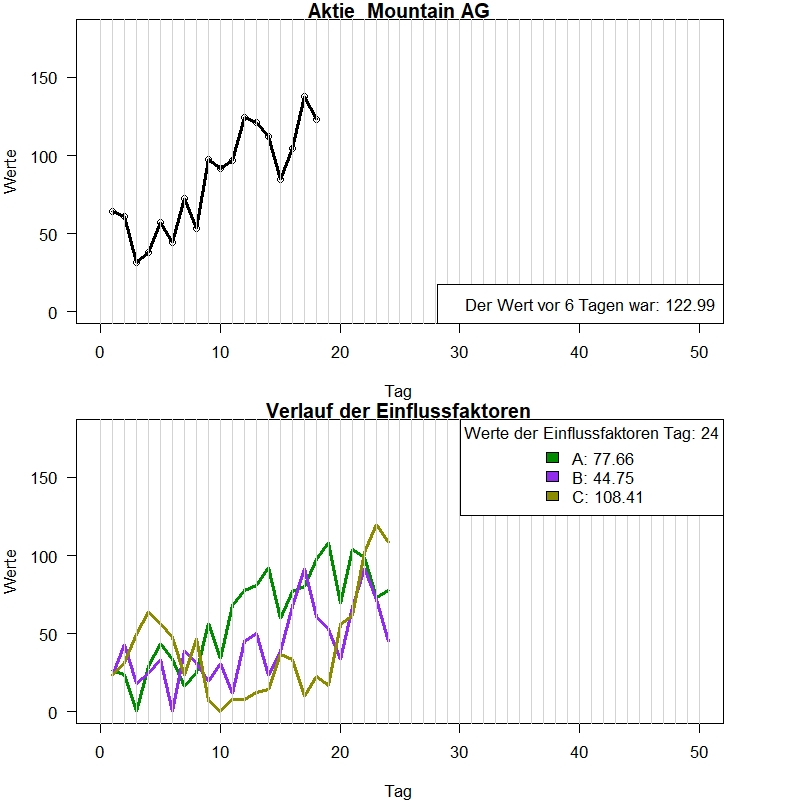 Aktie  Mountain AG
Werte
150
100
50
0
Der Wert vor 6 Tagen war: 122.99
0 10 20 30 40 50
Tag
Verlauf der Einflussfaktoren
Werte
150
100
50
0
Werte der Einflussfaktoren Tag: 24
A: 77.66
B: 44.75
C: 108.41
0 10 20 30 40 50
Tag